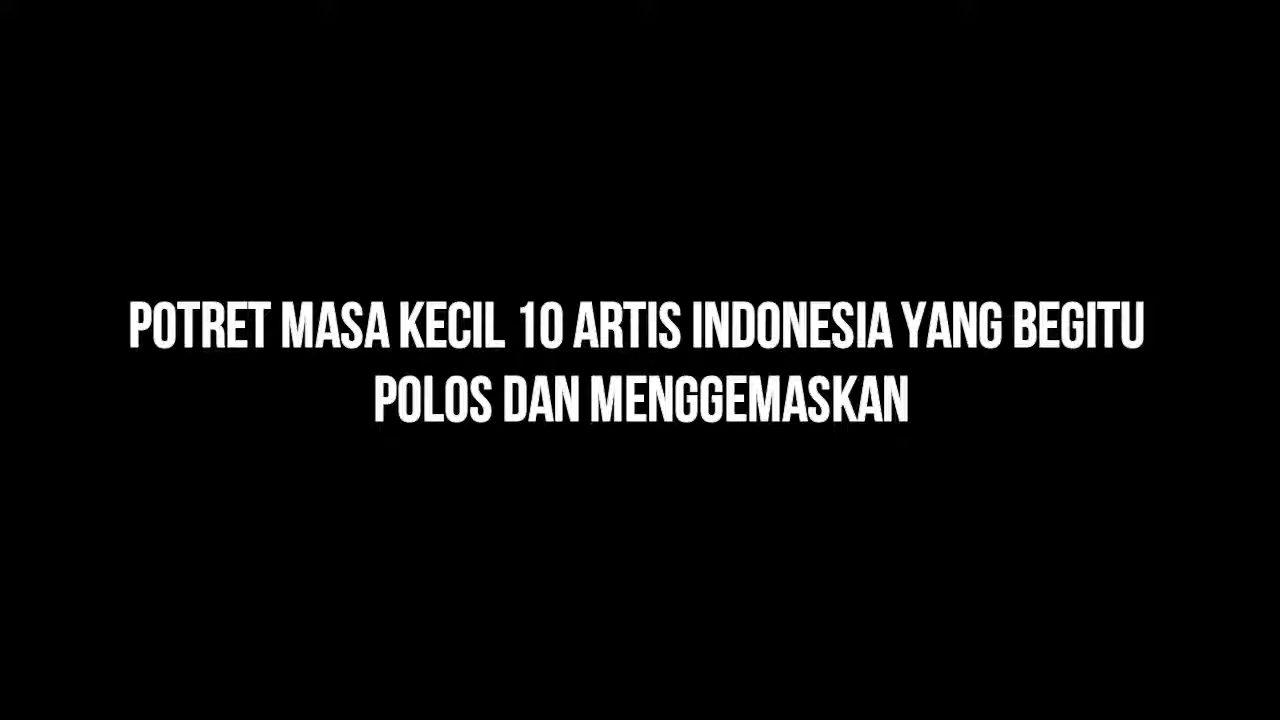 POTRET MASA KECIL 10 ARTIS INDONESIA YANG BEGITU
POLOS DAN MENGGEMASKAN